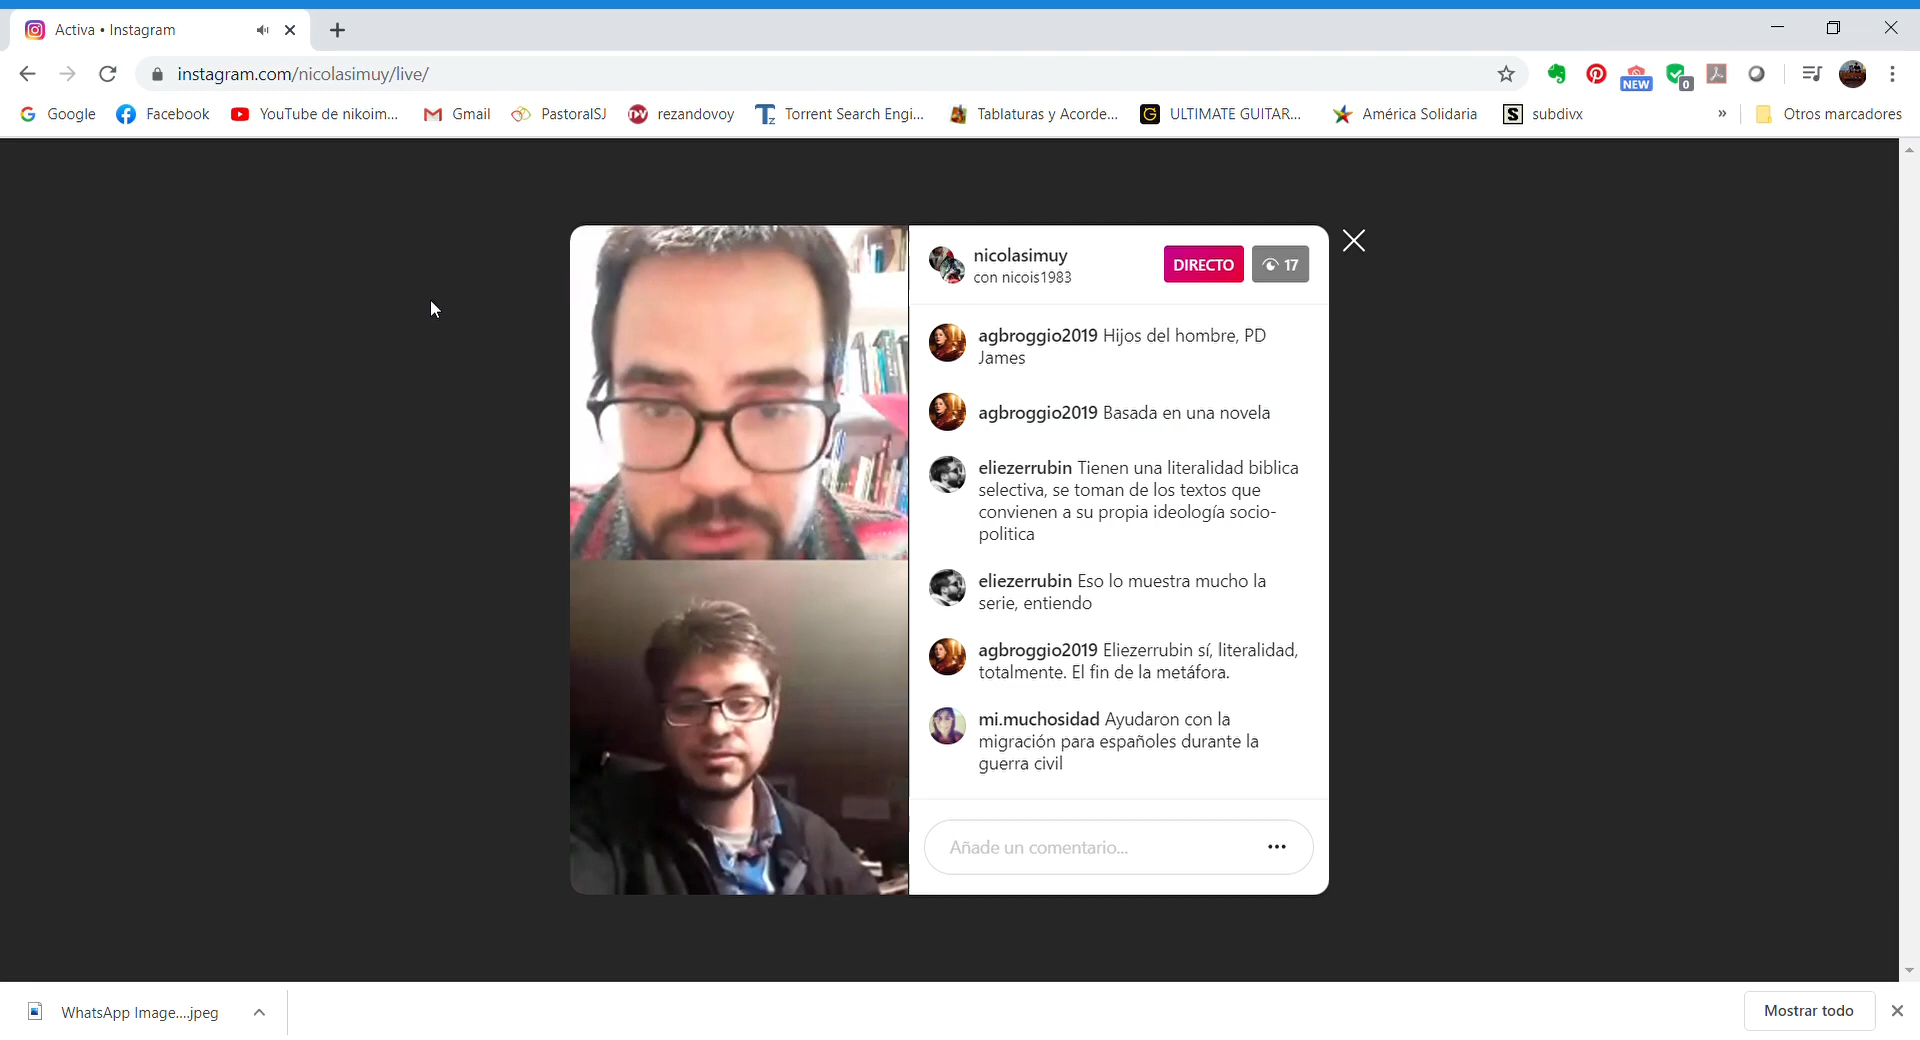 Activa • Instagram
instagram.com/nicolasimuy/live/
NEW
0
Google
Facebook
YouTube de nikoim...
Gmail
PastoralSJ
rezandovoy
Torrent Search Engi...
Tablaturas y Acorde...
ULTIMATE GUITAR...
América Solidaria
subdivx
»
Otros marcadores
nicolasimuy
con nicois1983
DIRECTO
17
agbroggio2019 Hijos del hombre, PD
James
agbroggio2019 Basada en una novela
eliezerrubin Tienen una literalidad biblica
selectiva, se toman de los textos que
convienen a su propia ideología socio-
politica
eliezerrubin Eso lo muestra mucho la
serie, entiendo
agbroggio2019 Eliezerrubin sí, literalidad,
totalmente. El fin de la metáfora.
mi.muchosidad Ayudaron con la
migración para españoles durante la
guerra civil
Añade un comentario...
WhatsApp Image....jpeg
Mostrar todo